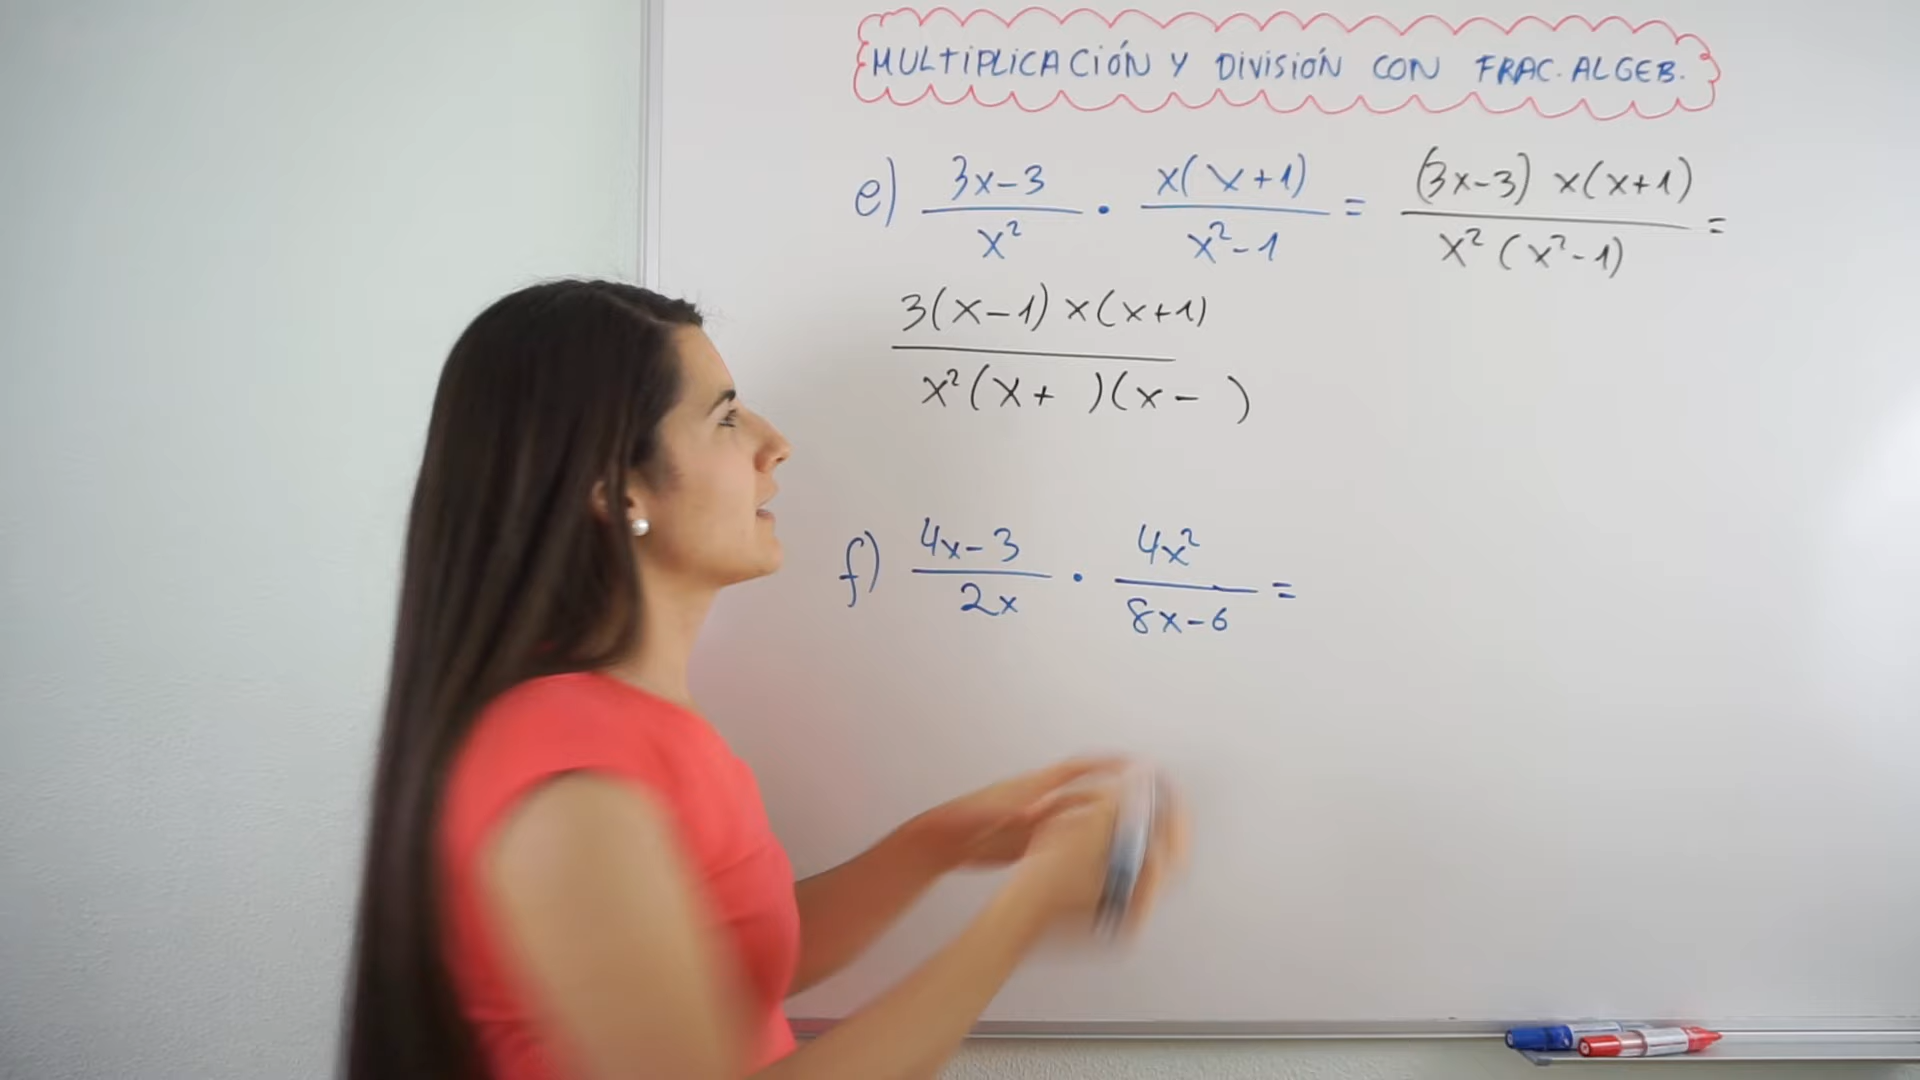 MULTIPLICACIÓN Y DIVISIÓN CON FRAC. ALGEB.
e) (3x-3)/(x²) · (x(x+1))/(x²-1) = ((3x-3) x(x+1))/(x²(x²-1)) =
(3(x-1) x(x+1))/(x²(x+ )(x- ))
f) (4x-3)/(2x) · (4x²)/(8x-6) =